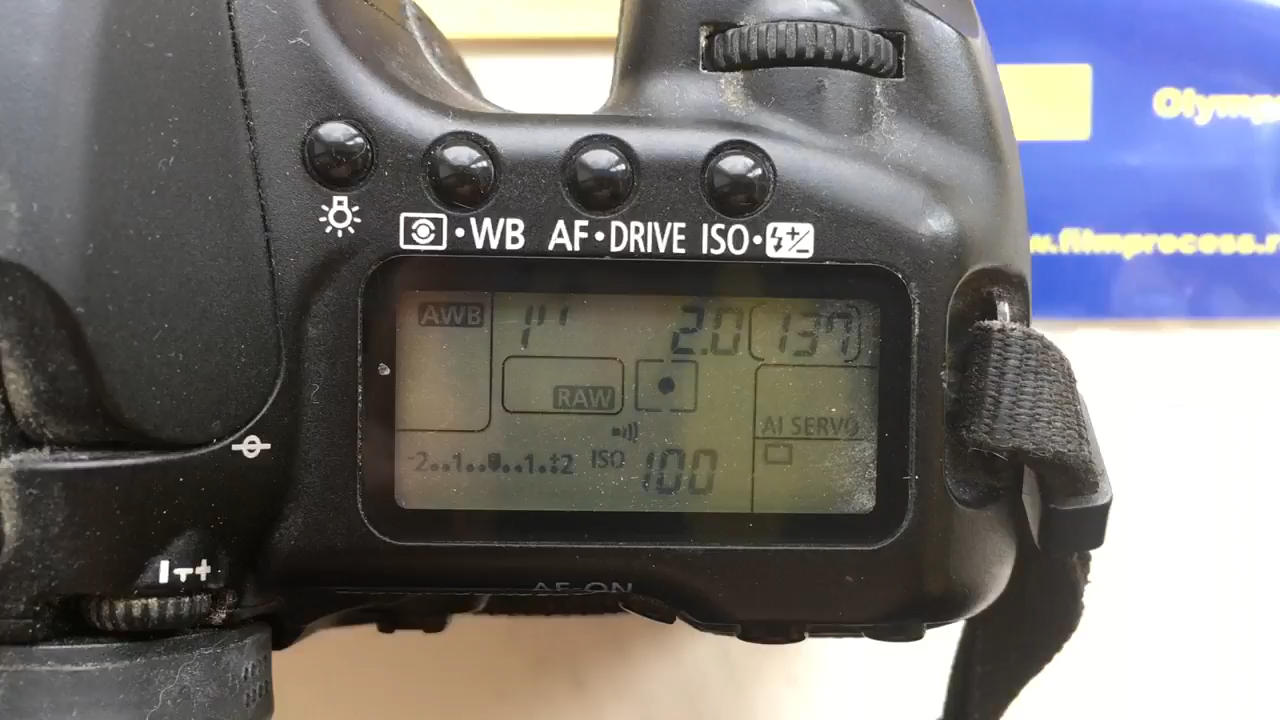 Olymp
w.filmprocess.r
WB AF•DRIVE ISO•
AWB 1" 2.0 137
RAW
AI SERVO
-2..1..0..1.+2 ISO 100
AF-ON